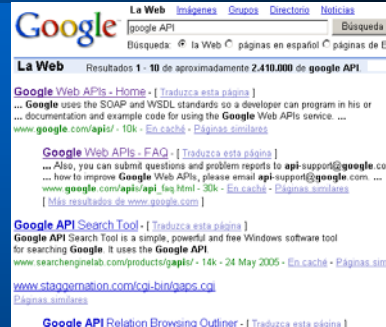 La Web Imágenes Grupos Directorio Noticias
Google
google API
Búsqueda
Búsqueda: la Web páginas en español páginas de E
La Web Resultados 1 - 10 de aproximadamente 2.410.000 de google API.
Google Web APIs - Home - [ Traduzca esta página ]
... Google uses the SOAP and WSDL standards so a developer can program in his or
... documentation and example code for using the Google Web APIs service. ...
www.google.com/apis/ - 10k - En caché - Páginas similares
Google Web APIs - FAQ - [ Traduzca esta página ]
... Also, you can submit questions and problem reports to api-support@google.co
... how to improve Google Web APIs, please email api-support@google.com. ...
www.google.com/apis/api_faq.html - 30k - En caché - Páginas similares
[ Más resultados de www.google.com ]
Google API Search Tool - [ Traduzca esta página ]
Google API Search Tool is a simple, powerful and free Windows software tool
for searching Google. It uses the Google API.
www.searchenginelab.com/products/gapis/ - 14k - 24 May 2005 - En caché - Páginas sim
www.staggernation.com/cgi-bin/gaps.cgi
Páginas similares
Google API Relation Browsing Outliner - [ Traduzca esta página ]